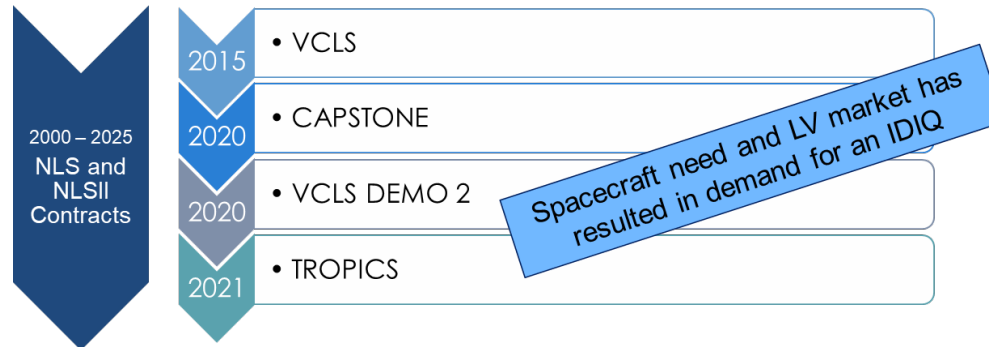 2000 – 2025
NLS and
NLSII
Contracts
2015
• VCLS
2020
• CAPSTONE
2020
• VCLS DEMO 2
2021
• TROPICS
Spacecraft need and LV market has
resulted in demand for an IDIQ